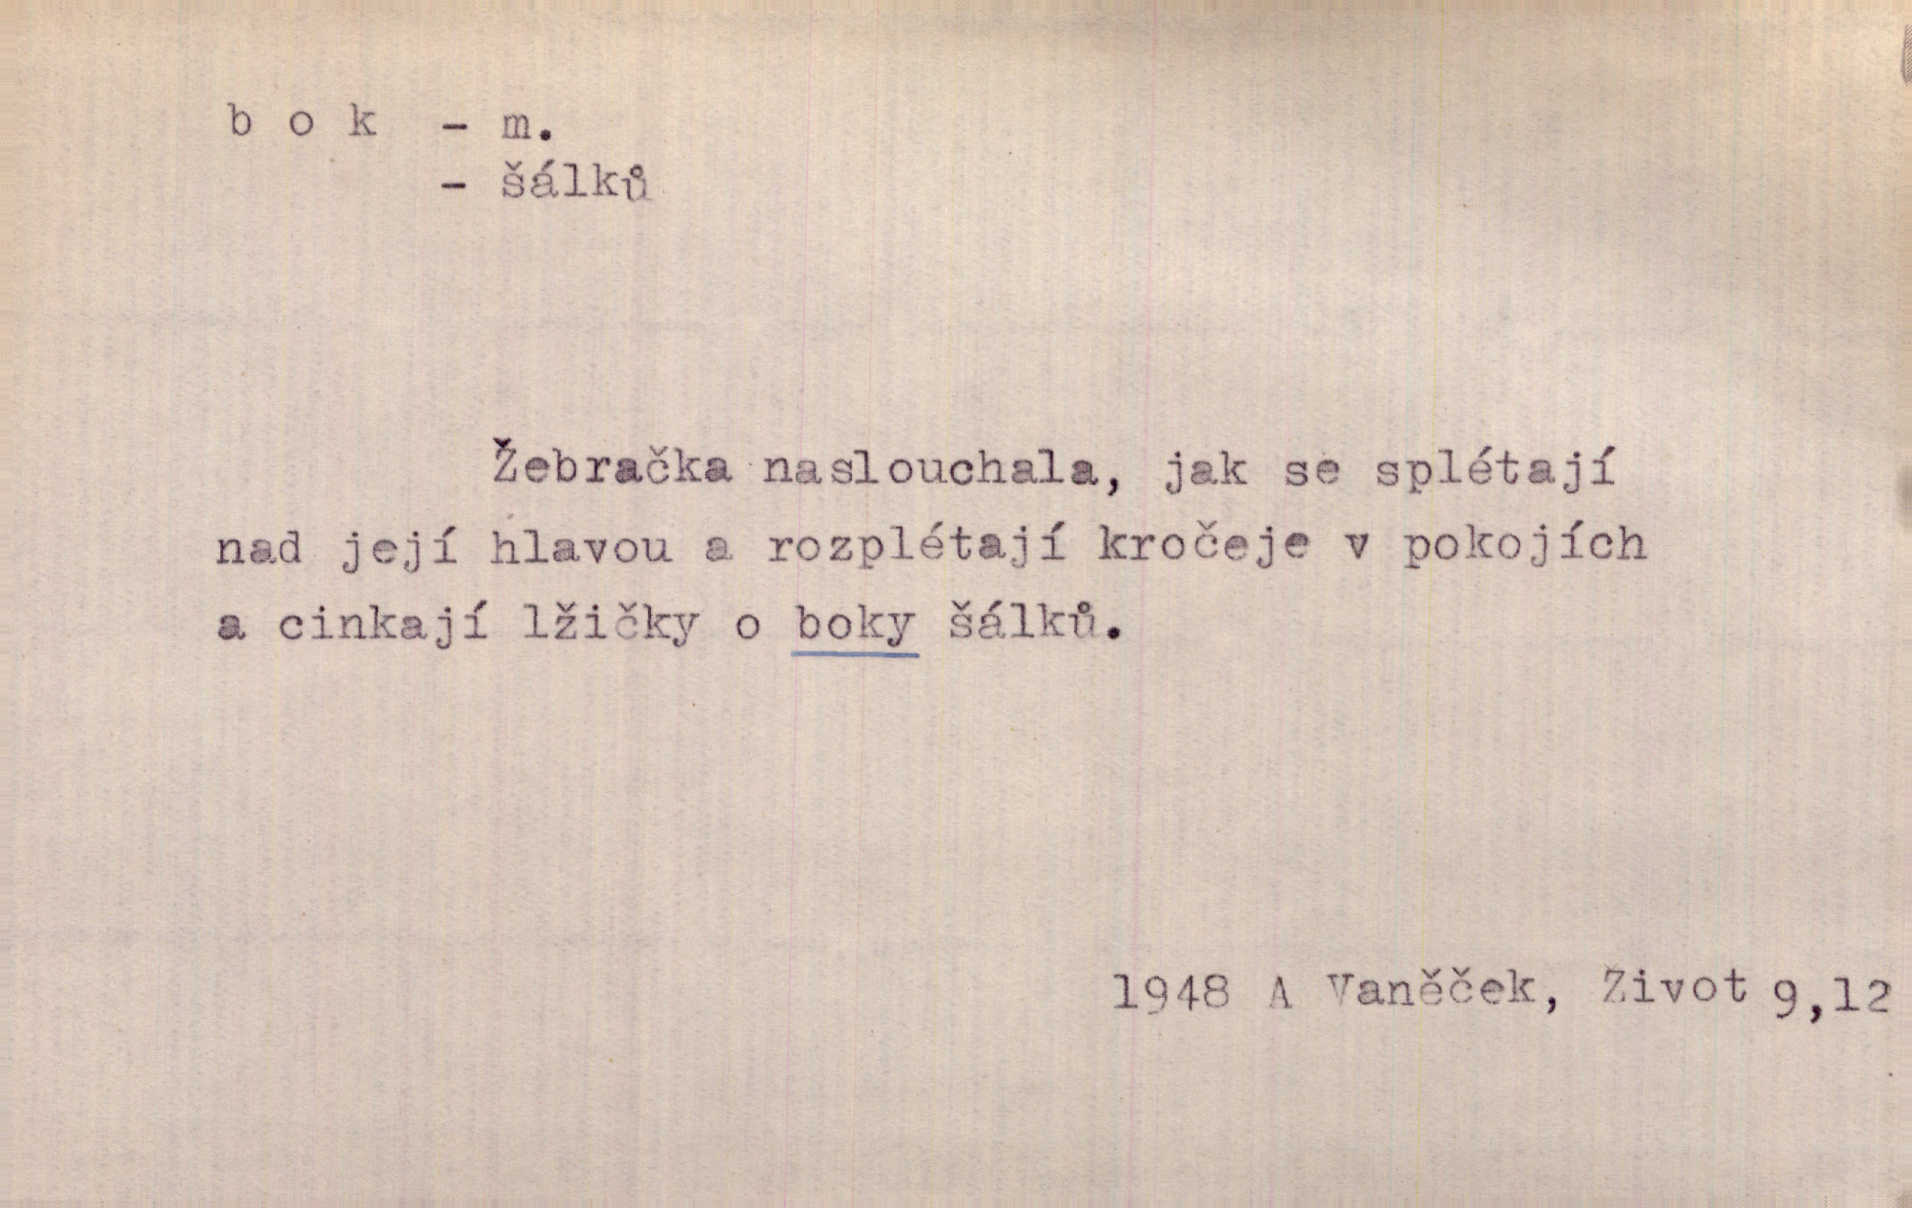 b o k - m.
- šálků
Žebračka naslouchala, jak se splétají
nad její hlavou a rozplétají kročeje v pokojích
a cinkají lžičky o boky šálků.
1948 A Vaněček, Život 9,12